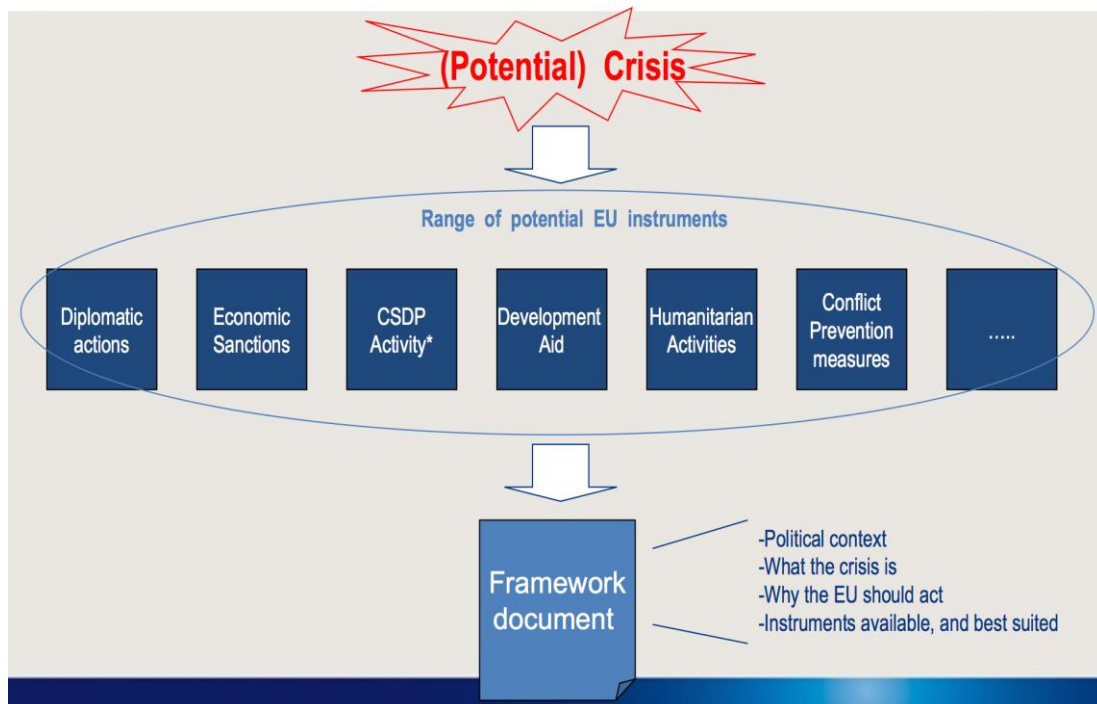 (Potential) Crisis
Range of potential EU instruments
Diplomatic
actions
Economic
Sanctions
CSDP
Activity*
Development
Aid
Humanitarian
Activities
Conflict
Prevention
measures
.....
Framework
document
-Political context
-What the crisis is
-Why the EU should act
-Instruments available, and best suited